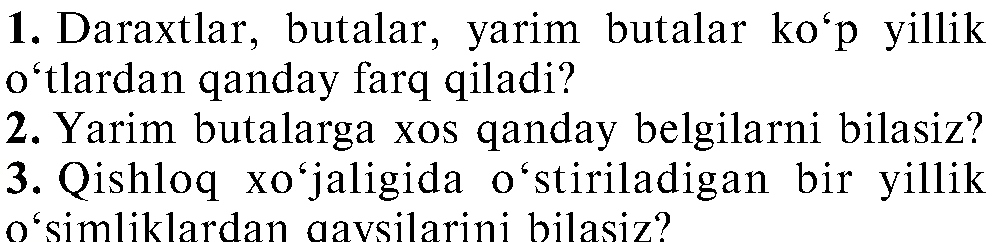 1. Daraxtlar, butalar, yarim butalar ko‘p yillik
o‘tlardan qanday farq qiladi?
2. Yarim butalarga xos qanday belgilarni bilasiz?
3. Qishloq xo‘jaligida o‘stiriladigan bir yillik
o‘simliklardan qaysilarini bilasiz?